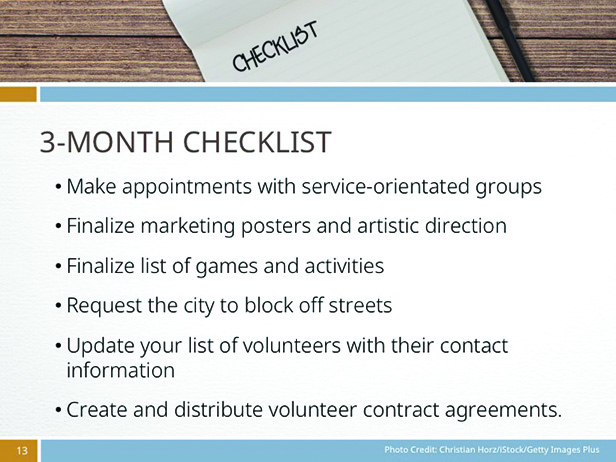 CHECKLIST
3-MONTH CHECKLIST
• Make appointments with service-orientated groups
• Finalize marketing posters and artistic direction
• Finalize list of games and activities
• Request the city to block off streets
• Update your list of volunteers with their contact
information
• Create and distribute volunteer contract agreements.
13
Photo Credit: Christian Horz/iStock/Getty Images Plus